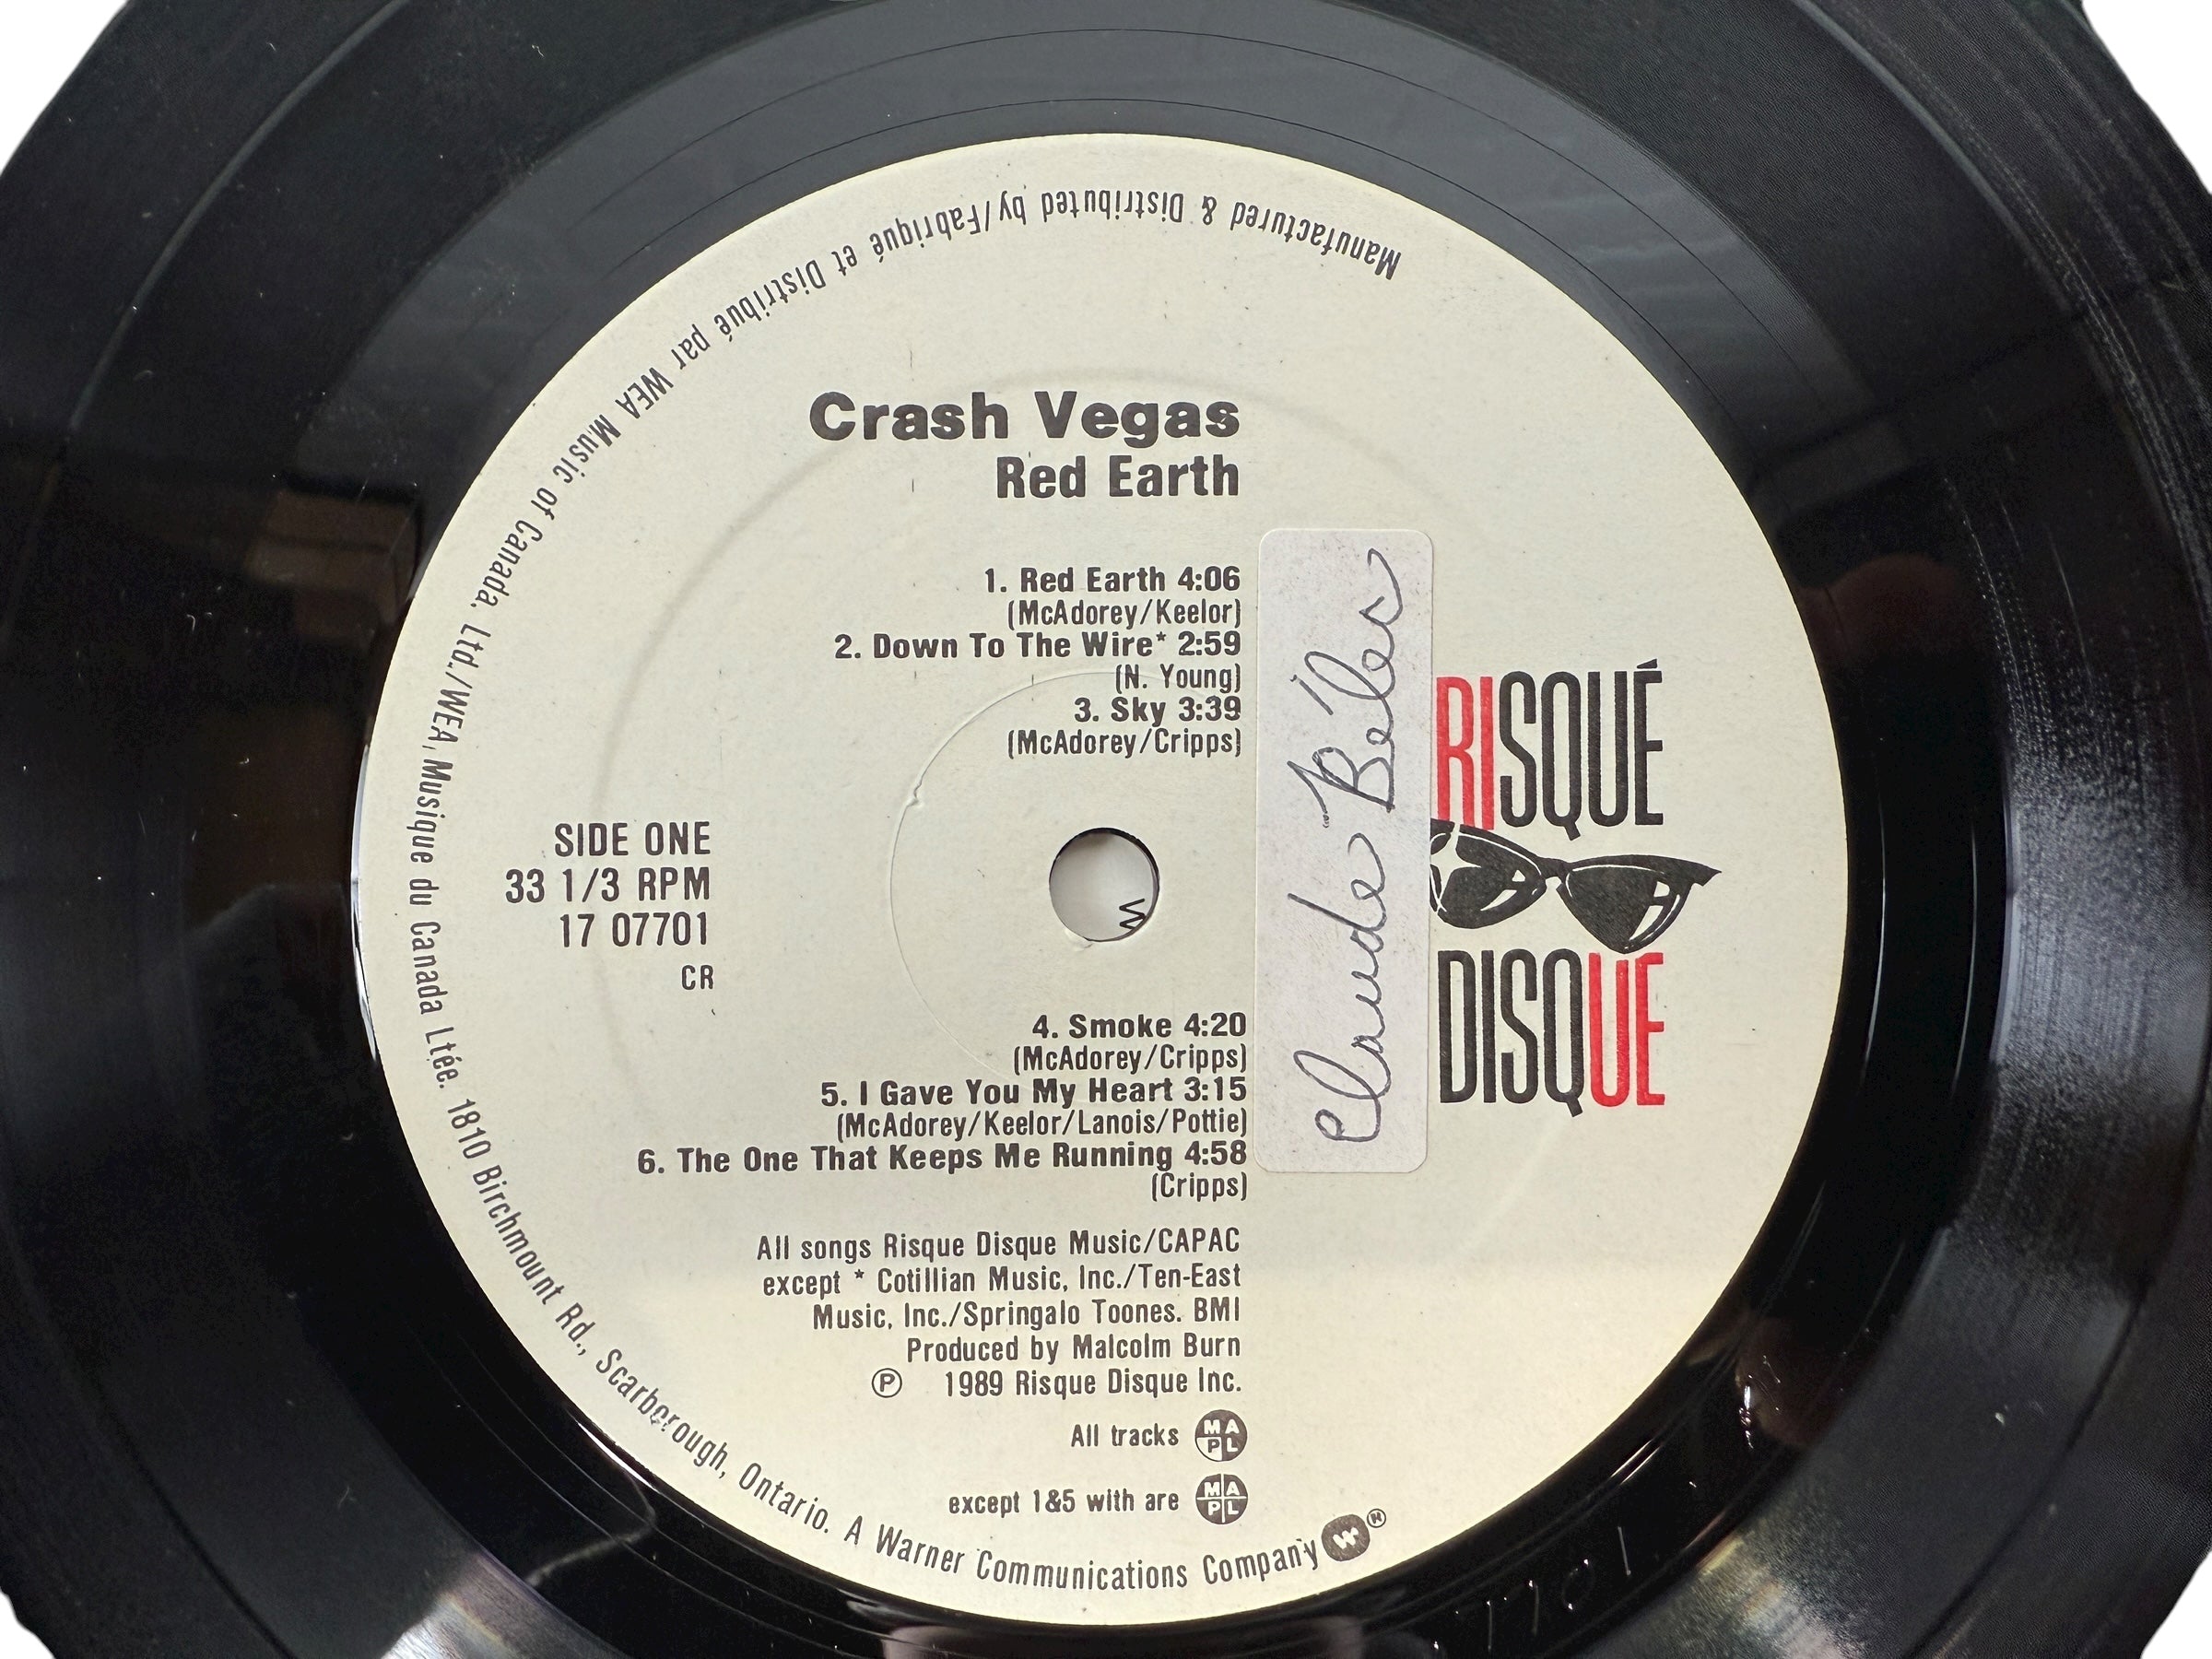 Manufactured & Distributed by/Fabriqué et Distribué par WEA Music of Canada, Ltd./WEA, Musique du Canada Ltée. 1810 Birchmount Rd., Scarborough, Ontario. A Warner Communications Company W®
Crash Vegas
Red Earth
1. Red Earth 4:06
(McAdorey/Keelor)
2. Down To The Wire* 2:59
(N. Young)
3. Sky 3:39
(McAdorey/Cripps)
SIDE ONE
33 1/3 RPM
17 07701
CR
4. Smoke 4:20
(McAdorey/Cripps)
5. I Gave You My Heart 3:15
(McAdorey/Keelor/Lanois/Pottie)
6. The One That Keeps Me Running 4:58
(Cripps)
All songs Risque Disque Music/CAPAC
except * Cotillian Music, Inc./Ten-East
Music, Inc./Springalo Toones. BMI
Produced by Malcolm Burn
Ⓟ 1989 Risque Disque Inc.
All tracks MAPL
except 1&5 with are MAPL
Claude
RISQUÉ
DISQUE
W